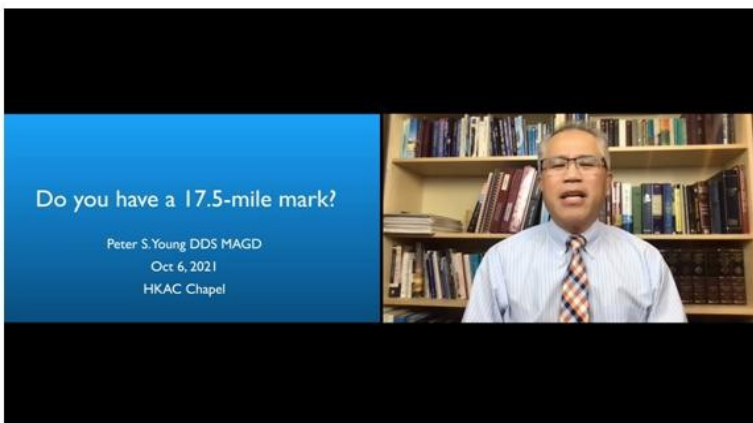 Do you have a 17.5-mile mark?
Peter S. Young DDS MAGD
Oct 6, 2021
HKAC Chapel